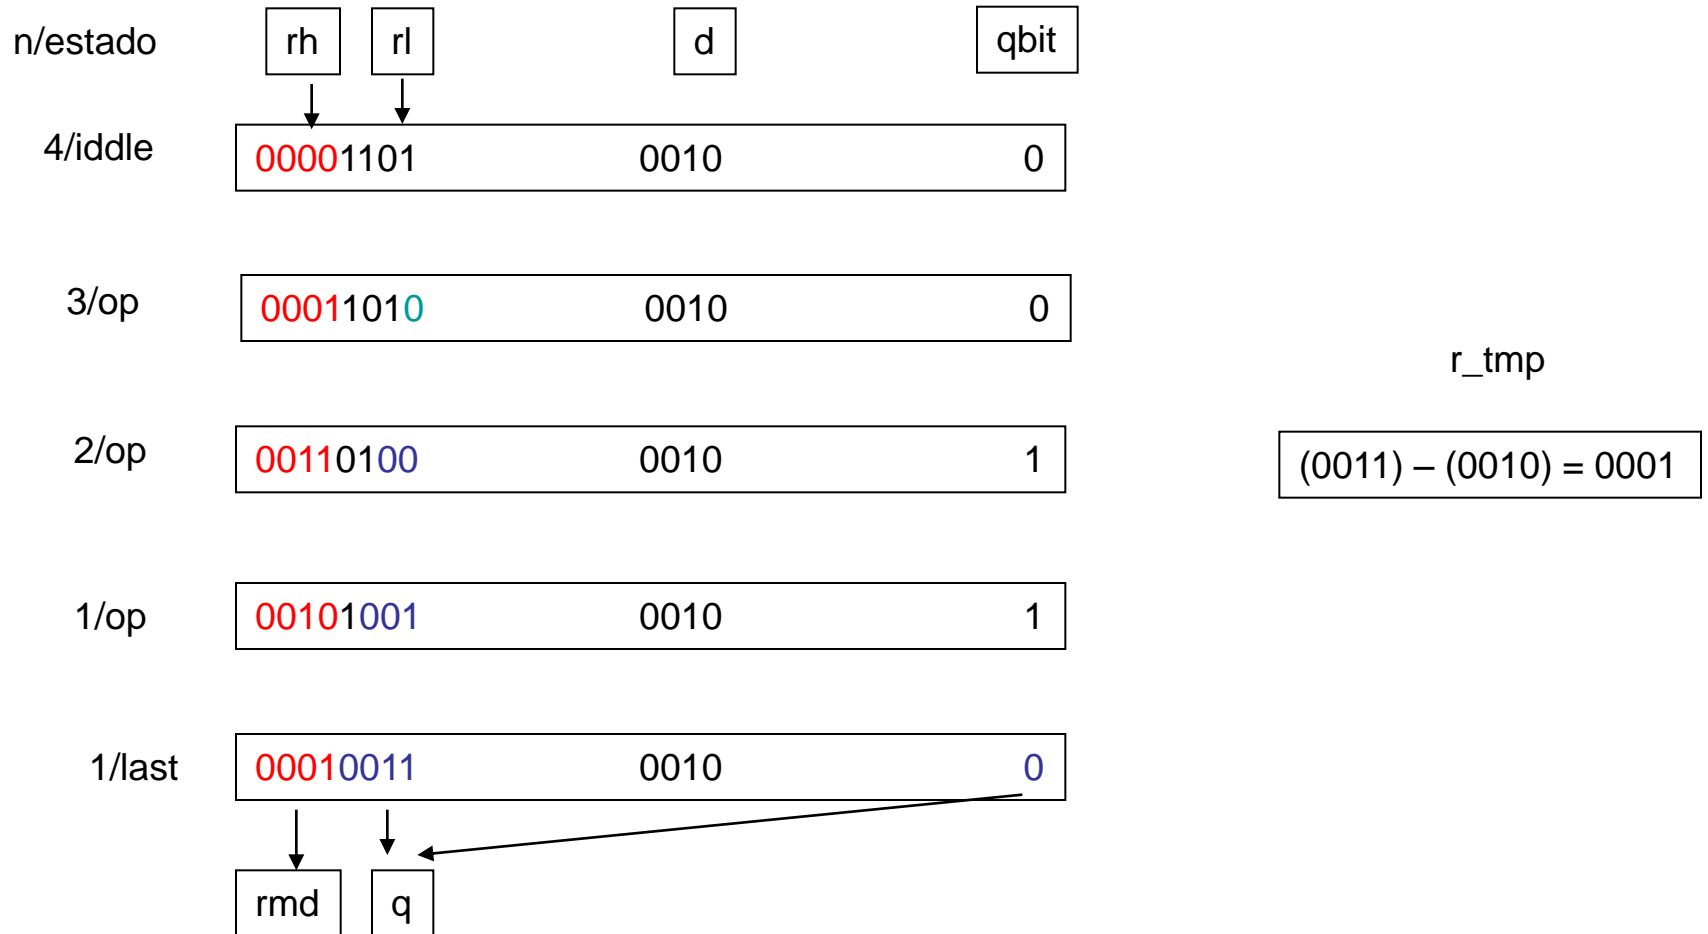 n/estado rh rl d qbit
4/iddle 00001101 0010 0
3/op 00011010 0010 0
r_tmp
2/op 00110100 0010 1 (0011) – (0010) = 0001
1/op 00101001 0010 1
1/last 00010011 0010 0
rmd q